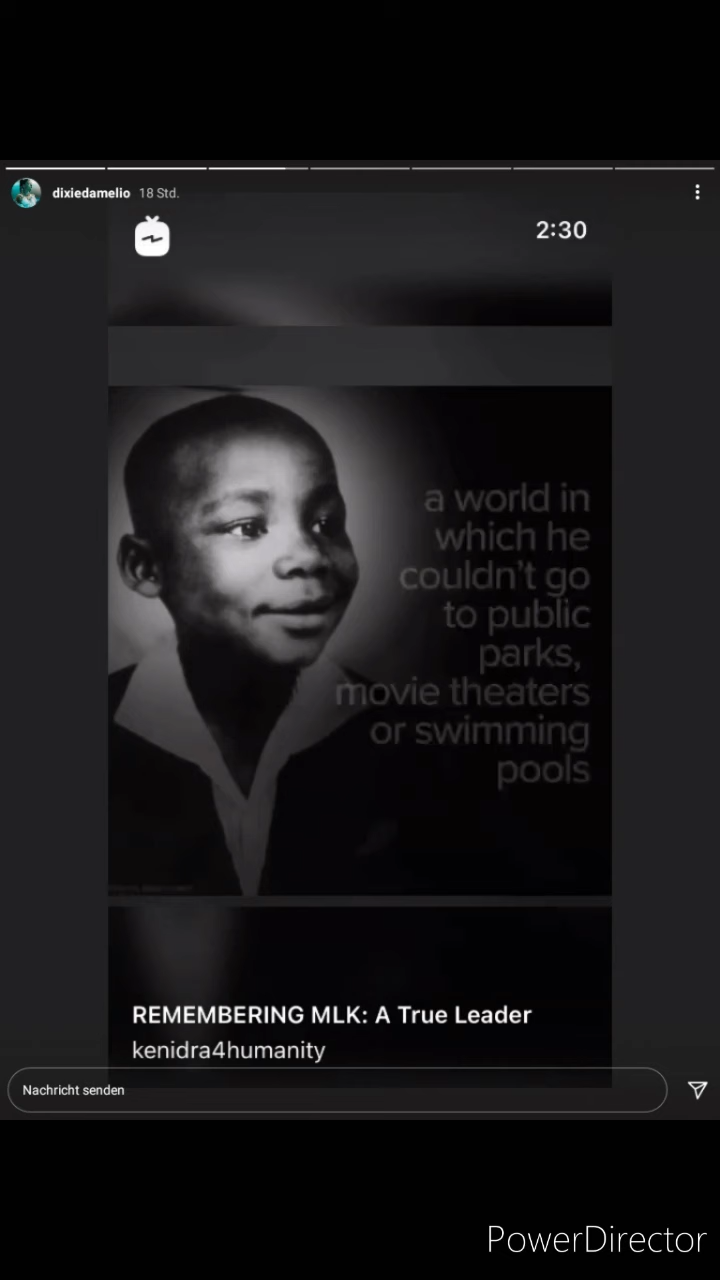 dixiedamelio 18 Std.
2:30
a world in
which he
couldn't go
to public
parks,
movie theaters
or swimming
pools
REMEMBERING MLK: A True Leader
kenidra4humanity
Nachricht senden
PowerDirector